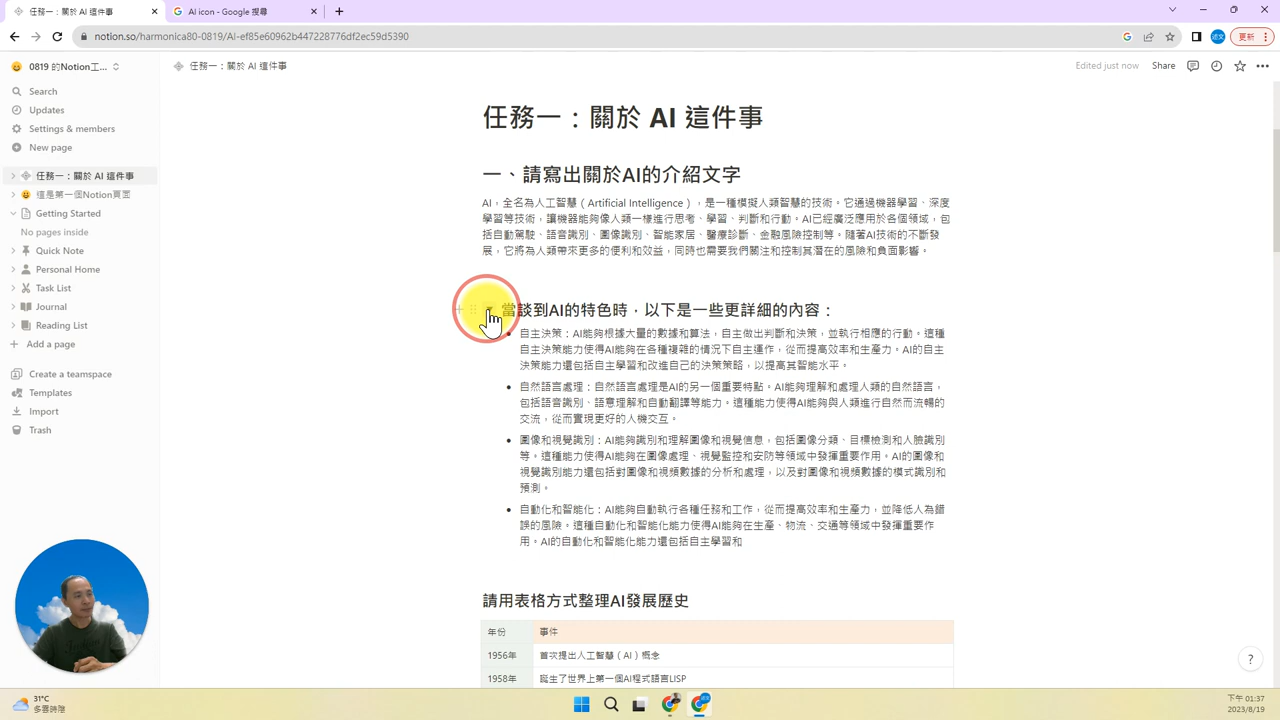 任務一：關於 AI 這件事
AI icon - Google 搜尋
notion.so/harmonica80-0819/AI-ef85e60962b447228776df2ec59d5390
更新
0819 的Notion工...
任務一：關於 AI 這件事
Edited just now
Share
Search
Updates
Settings & members
New page
任務一：關於 AI 這件事
這是第一個Notion頁面
Getting Started
No pages inside
Quick Note
Personal Home
Task List
Journal
Reading List
Add a page
Create a teamspace
Templates
Import
Trash
任務一：關於 AI 這件事
一、請寫出關於AI的介紹文字
AI，全名為人工智慧（Artificial Intelligence），是一種模擬人類智慧的技術。它通過機器學習、深度
學習等技術，讓機器能夠像人類一樣進行思考、學習、判斷和行動。AI已經廣泛應用於各個領域，包
括自動駕駛、語音識別、圖像識別、智能家居、醫療診斷、金融風險控制等。隨著AI技術的不斷發
展，它將為人類帶來更多的便利和效益，同時也需要我們關注和控制其潛在的風險和負面影響。
當談到AI的特色時，以下是一些更詳細的內容：
自主決策：AI能夠根據大量的數據和算法，自主做出判斷和決策，並執行相應的行動。這種
自主決策能力使得AI能夠在各種複雜的情況下自主運作，從而提高效率和生產力。AI的自主
決策能力還包括自主學習和改進自己的決策策略，以提高其智能水平。
自然語言處理：自然語言處理是AI的另一個重要特點。AI能夠理解和處理人類的自然語言，
包括語音識別、語意理解和自動翻譯等能力。這種能力使得AI能夠與人類進行自然而流暢的
交流，從而實現更好的人機交互。
圖像和視覺識別：AI能夠識別和理解圖像和視覺信息，包括圖像分類、目標檢測和人臉識別
等。這種能力使得AI能夠在圖像處理、視覺監控和安防等領域中發揮重要作用。AI的圖像和
視覺識別能力還包括對圖像和視頻數據的分析和處理，以及對圖像和視頻數據的模式識別和
預測。
自動化和智能化：AI能夠自動執行各種任務和工作，從而提高效率和生產力，並降低人為錯
誤的風險。這種自動化和智能化能力使得AI能夠在生產、物流、交通等領域中發揮重要作
用。AI的自動化和智能化能力還包括自主學習和
請用表格方式整理AI發展歷史
年份 事件
1956年 首次提出人工智慧（AI）概念
1958年 誕生了世界上第一個AI程式語言LISP
?
31°C
多雲時陰
下午 01:37
2023/8/19